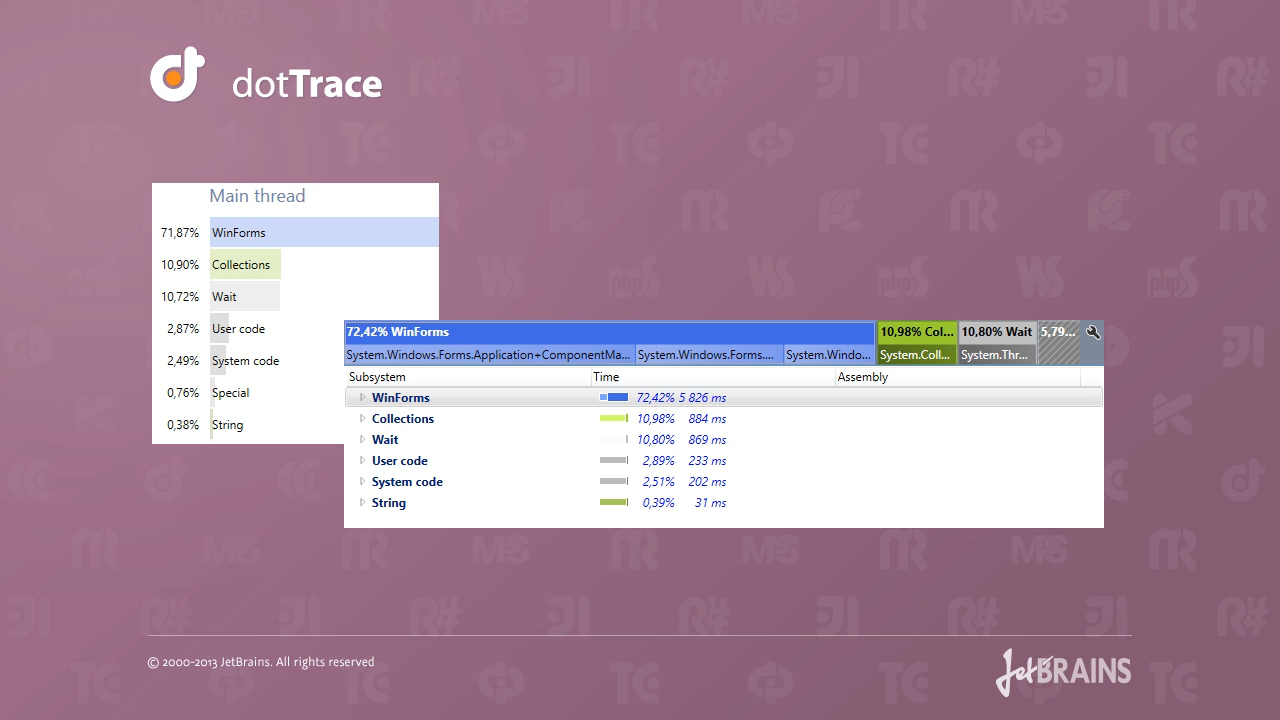 dotTrace
Main thread
71,87% WinForms
10,90% Collections
10,72% Wait
2,87% User code
2,49% System code
0,76% Special
0,38% String
72,42% WinForms 10,98% Col... 10,80% Wait 5,79...
System.Windows.Forms.Application+ComponentMa... System.Windows.Forms.... System.Windo... System.Coll... System.Thr...
Subsystem Time Assembly
WinForms 72,42% 5 826 ms
Collections 10,98% 884 ms
Wait 10,80% 869 ms
User code 2,89% 233 ms
System code 2,51% 202 ms
String 0,39% 31 ms
© 2000-2013 JetBrains. All rights reserved
JetBRAINS